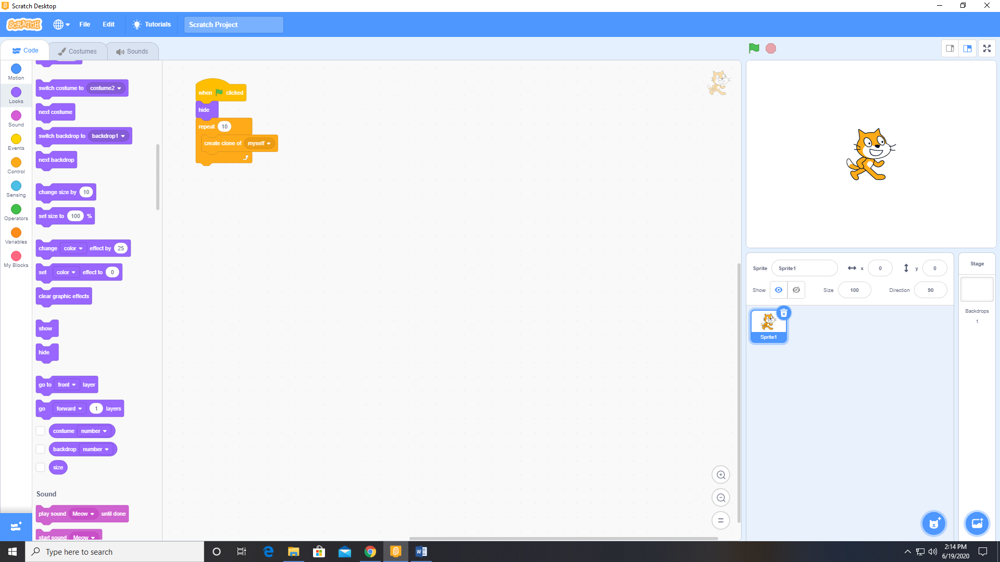 Scratch Desktop
SCRATCH
File
Edit
Tutorials
Scratch Project
Code
Costumes
Sounds
Motion
Looks
Sound
Events
Control
Sensing
Operators
Variables
My Blocks
switch costume to costume2
next costume
switch backdrop to backdrop1
next backdrop
change size by 10
set size to 100 %
change color effect by 25
set color effect to 0
clear graphic effects
show
hide
go to front layer
go forward 1 layers
costume number
backdrop number
size
Sound
play sound Meow until done
start sound Meow
when clicked
hide
repeat 10
create clone of myself
Sprite Sprite1 x 0 y 0
Show Size 100 Direction 90
Sprite1
Stage
Backdrops
1
Type here to search
2:14 PM
6/19/2020